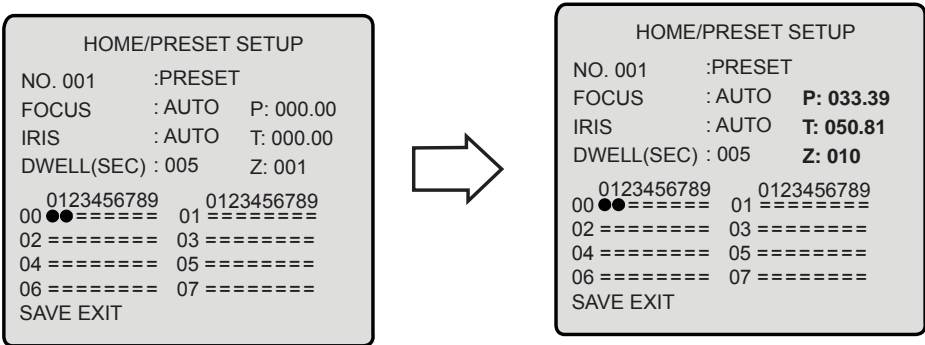 HOME/PRESET SETUP
NO. 001 :PRESET
FOCUS : AUTO P: 000.00
IRIS : AUTO T: 000.00
DWELL(SEC) : 005 Z: 001
0123456789 0123456789
00 ●●====== 01 ========
02 ======== 03 ========
04 ======== 05 ========
06 ======== 07 ========
SAVE EXIT
HOME/PRESET SETUP
NO. 001 :PRESET
FOCUS : AUTO P: 033.39
IRIS : AUTO T: 050.81
DWELL(SEC) : 005 Z: 010
0123456789 0123456789
00 ●●====== 01 ========
02 ======== 03 ========
04 ======== 05 ========
06 ======== 07 ========
SAVE EXIT